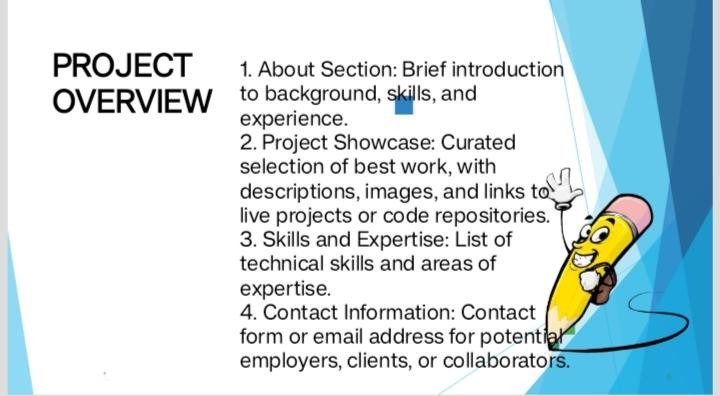 PROJECT
OVERVIEW
1. About Section: Brief introduction
to background, skills, and
experience.
2. Project Showcase: Curated
selection of best work, with
descriptions, images, and links to
live projects or code repositories.
3. Skills and Expertise: List of
technical skills and areas of
expertise.
4. Contact Information: Contact
form or email address for potential
employers, clients, or collaborators.